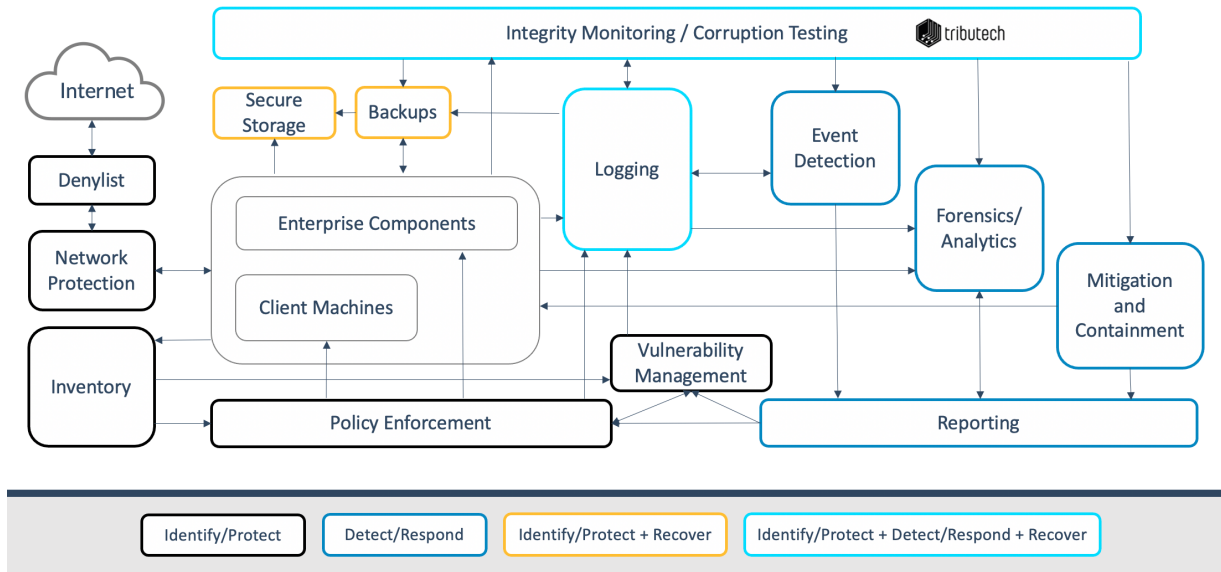 Integrity Monitoring / Corruption Testing
tributech
Internet
Secure
Storage
Backups
Logging
Event
Detection
Denylist
Enterprise Components
Forensics/
Analytics
Network
Protection
Client Machines
Mitigation
and
Containment
Inventory
Vulnerability
Management
Policy Enforcement
Reporting
Identify/Protect
Detect/Respond
Identify/Protect + Recover
Identify/Protect + Detect/Respond + Recover